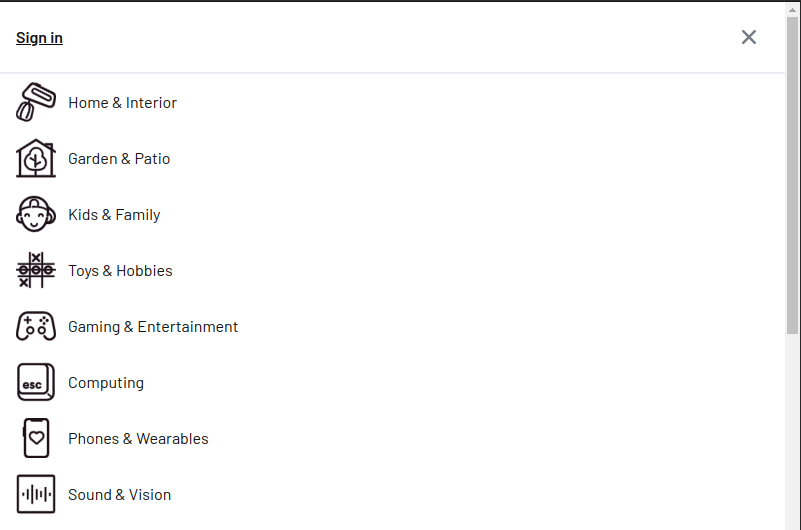 Sign in
Home & Interior
Garden & Patio
Kids & Family
Toys & Hobbies
Gaming & Entertainment
esc
Computing
Phones & Wearables
Sound & Vision